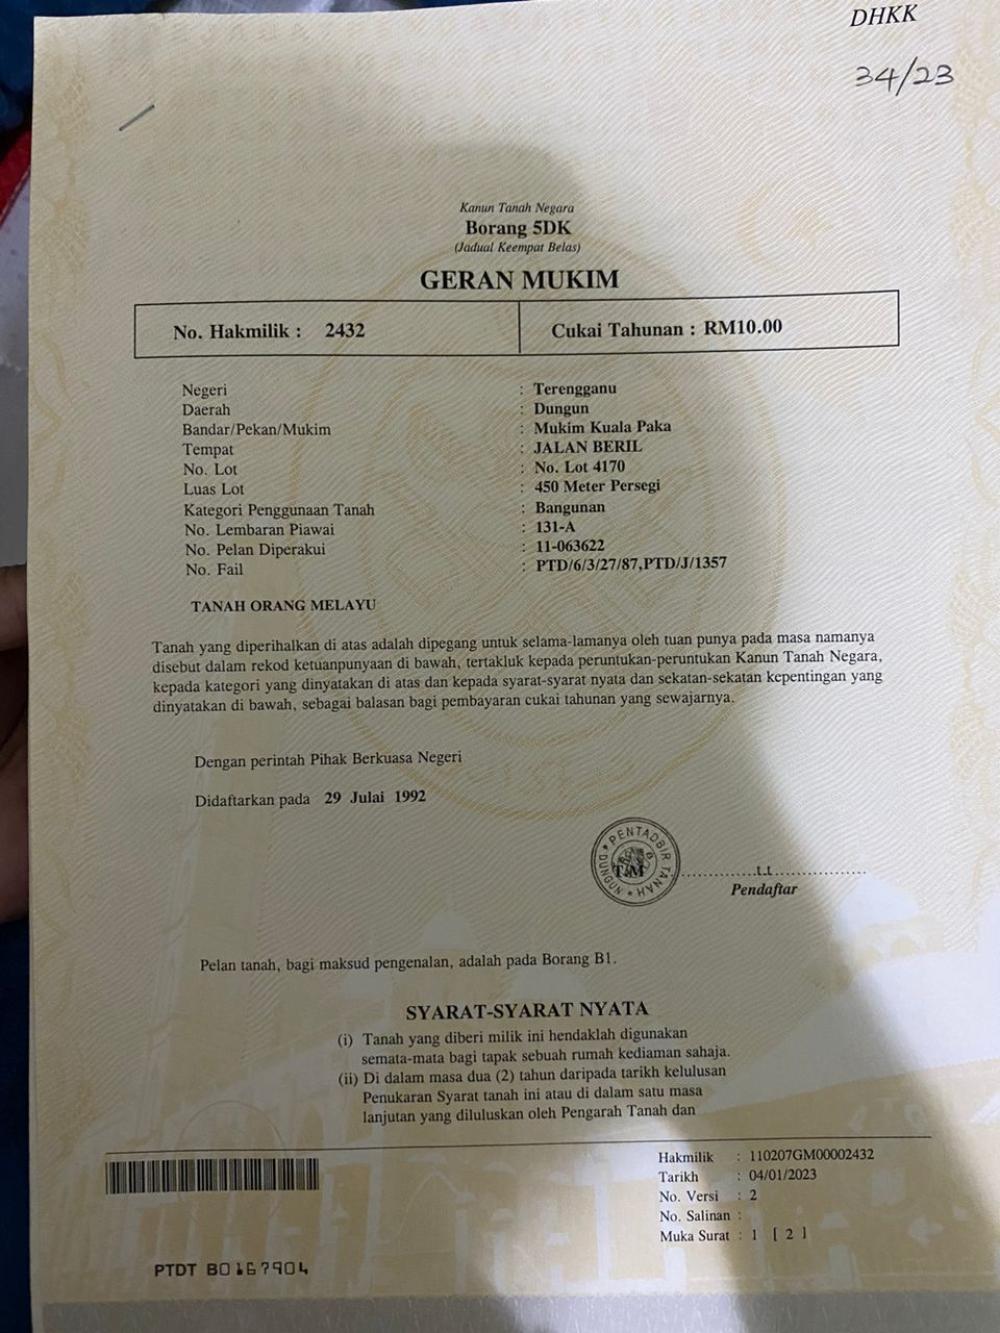 DHKK
34/23
Kanun Tanah Negara
Borang 5DK
(Jadual Keempat Belas)
GERAN MUKIM
No. Hakmilik : 2432 Cukai Tahunan : RM10.00
Negeri : Terengganu
Daerah : Dungun
Bandar/Pekan/Mukim : Mukim Kuala Paka
Tempat : JALAN BERIL
No. Lot : No. Lot 4170
Luas Lot : 450 Meter Persegi
Kategori Penggunaan Tanah : Bangunan
No. Lembaran Piawai : 131-A
No. Pelan Diperakui : 11-063622
No. Fail : PTD/6/3/27/87,PTD/J/1357
TANAH ORANG MELAYU
Tanah yang diperihalkan di atas adalah dipegang untuk selama-lamanya oleh tuan punya pada masa namanya
disebut dalam rekod ketuanpunyaan di bawah, tertakluk kepada peruntukan-peruntukan Kanun Tanah Negara,
kepada kategori yang dinyatakan di atas dan kepada syarat-syarat nyata dan sekatan-sekatan kepentingan yang
dinyatakan di bawah, sebagai balasan bagi pembayaran cukai tahunan yang sewajarnya.
Dengan perintah Pihak Berkuasa Negeri
Didaftarkan pada 29 Julai 1992
PENTADBIR TANAH
DUNGUN
T.M
t.t
Pendaftar
Pelan tanah, bagi maksud pengenalan, adalah pada Borang B1.
SYARAT-SYARAT NYATA
(i) Tanah yang diberi milik ini hendaklah digunakan
semata-mata bagi tapak sebuah rumah kediaman sahaja.
(ii) Di dalam masa dua (2) tahun daripada tarikh kelulusan
Penukaran Syarat tanah ini atau di dalam satu masa
lanjutan yang diluluskan oleh Pengarah Tanah dan
Hakmilik : 110207GM00002432
Tarikh : 04/01/2023
No. Versi : 2
No. Salinan :
Muka Surat : 1 [ 2 ]
PTDT B0167904